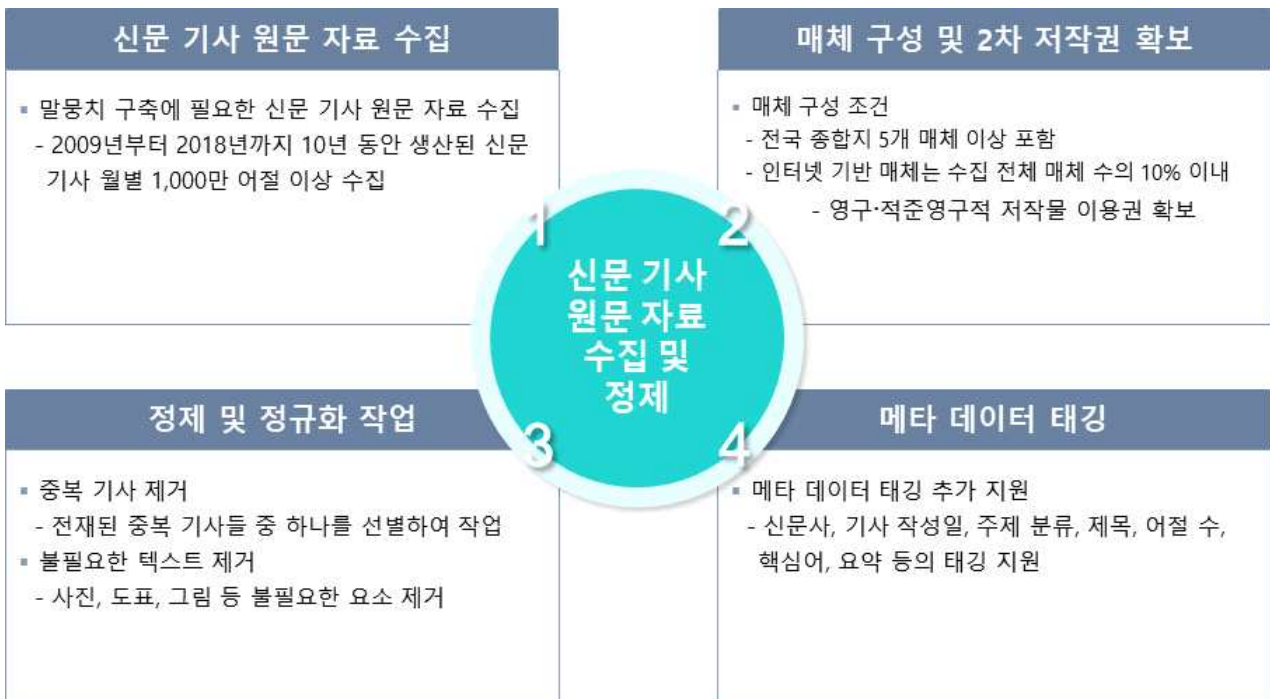 신문 기사 원문 자료 수집
▪ 말뭉치 구축에 필요한 신문 기사 원문 자료 수집
- 2009년부터 2018년까지 10년 동안 생산된 신문
기사 월별 1,000만 어절 이상 수집
매체 구성 및 2차 저작권 확보
▪ 매체 구성 조건
- 전국 종합지 5개 매체 이상 포함
- 인터넷 기반 매체는 수집 전체 매체 수의 10% 이내
- 영구·적준영구적 저작물 이용권 확보
1
2
신문 기사
원문 자료
수집 및
정제
3
4
정제 및 정규화 작업
▪ 중복 기사 제거
- 전재된 중복 기사들 중 하나를 선별하여 작업
▪ 불필요한 텍스트 제거
- 사진, 도표, 그림 등 불필요한 요소 제거
메타 데이터 태깅
▪ 메타 데이터 태깅 추가 지원
- 신문사, 기사 작성일, 주제 분류, 제목, 어절 수,
핵심어, 요약 등의 태깅 지원